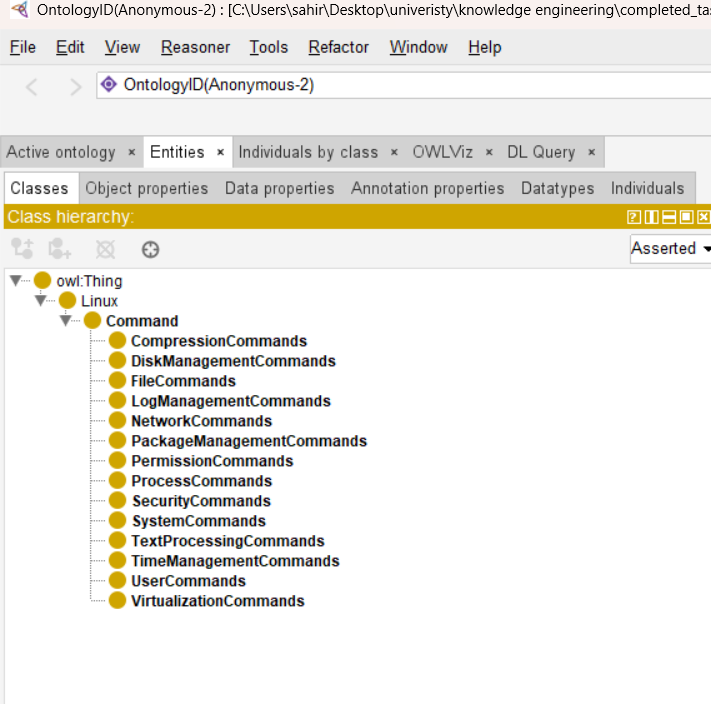 OntologyID(Anonymous-2) : [C:\Users\sahir\Desktop\univeristy\knowledge engineering\completed_ta
File Edit View Reasoner Tools Refactor Window Help
OntologyID(Anonymous-2)
Active ontology × Entities × Individuals by class × OWLViz × DL Query ×
Classes Object properties Data properties Annotation properties Datatypes Individuals
Class hierarchy:
Asserted
owl:Thing
Linux
Command
CompressionCommands
DiskManagementCommands
FileCommands
LogManagementCommands
NetworkCommands
PackageManagementCommands
PermissionCommands
ProcessCommands
SecurityCommands
SystemCommands
TextProcessingCommands
TimeManagementCommands
UserCommands
VirtualizationCommands